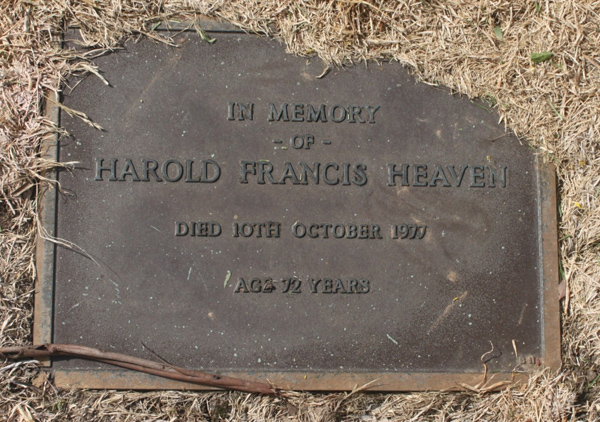 IN MEMORY
- OF -
HAROLD FRANCIS HEAVEN
DIED 10TH OCTOBER 1977
AGE 72 YEARS